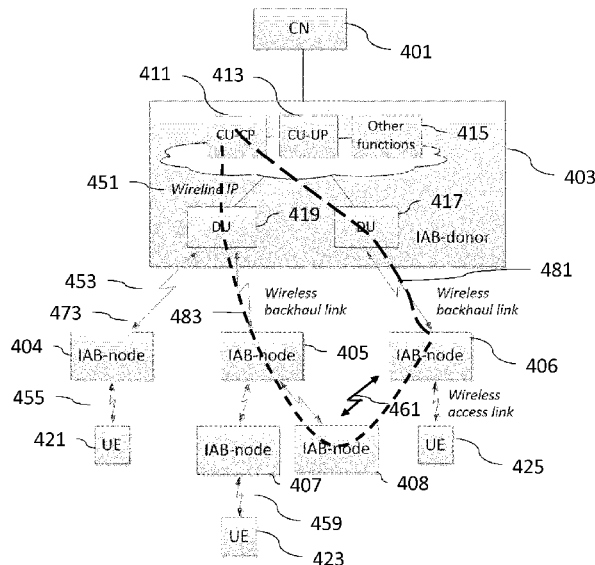 CN
401
411
413
CU-CP
CU-UP
Other functions
415
403
451
Wireline IP
417
419
DU
DU
IAB-donor
453
481
473
483
Wireless backhaul link
Wireless backhaul link
404
IAB-node
IAB-node
405
IAB-node
406
455
461
Wireless access link
421
UE
IAB-node
407
IAB-node
408
UE
425
459
UE
423